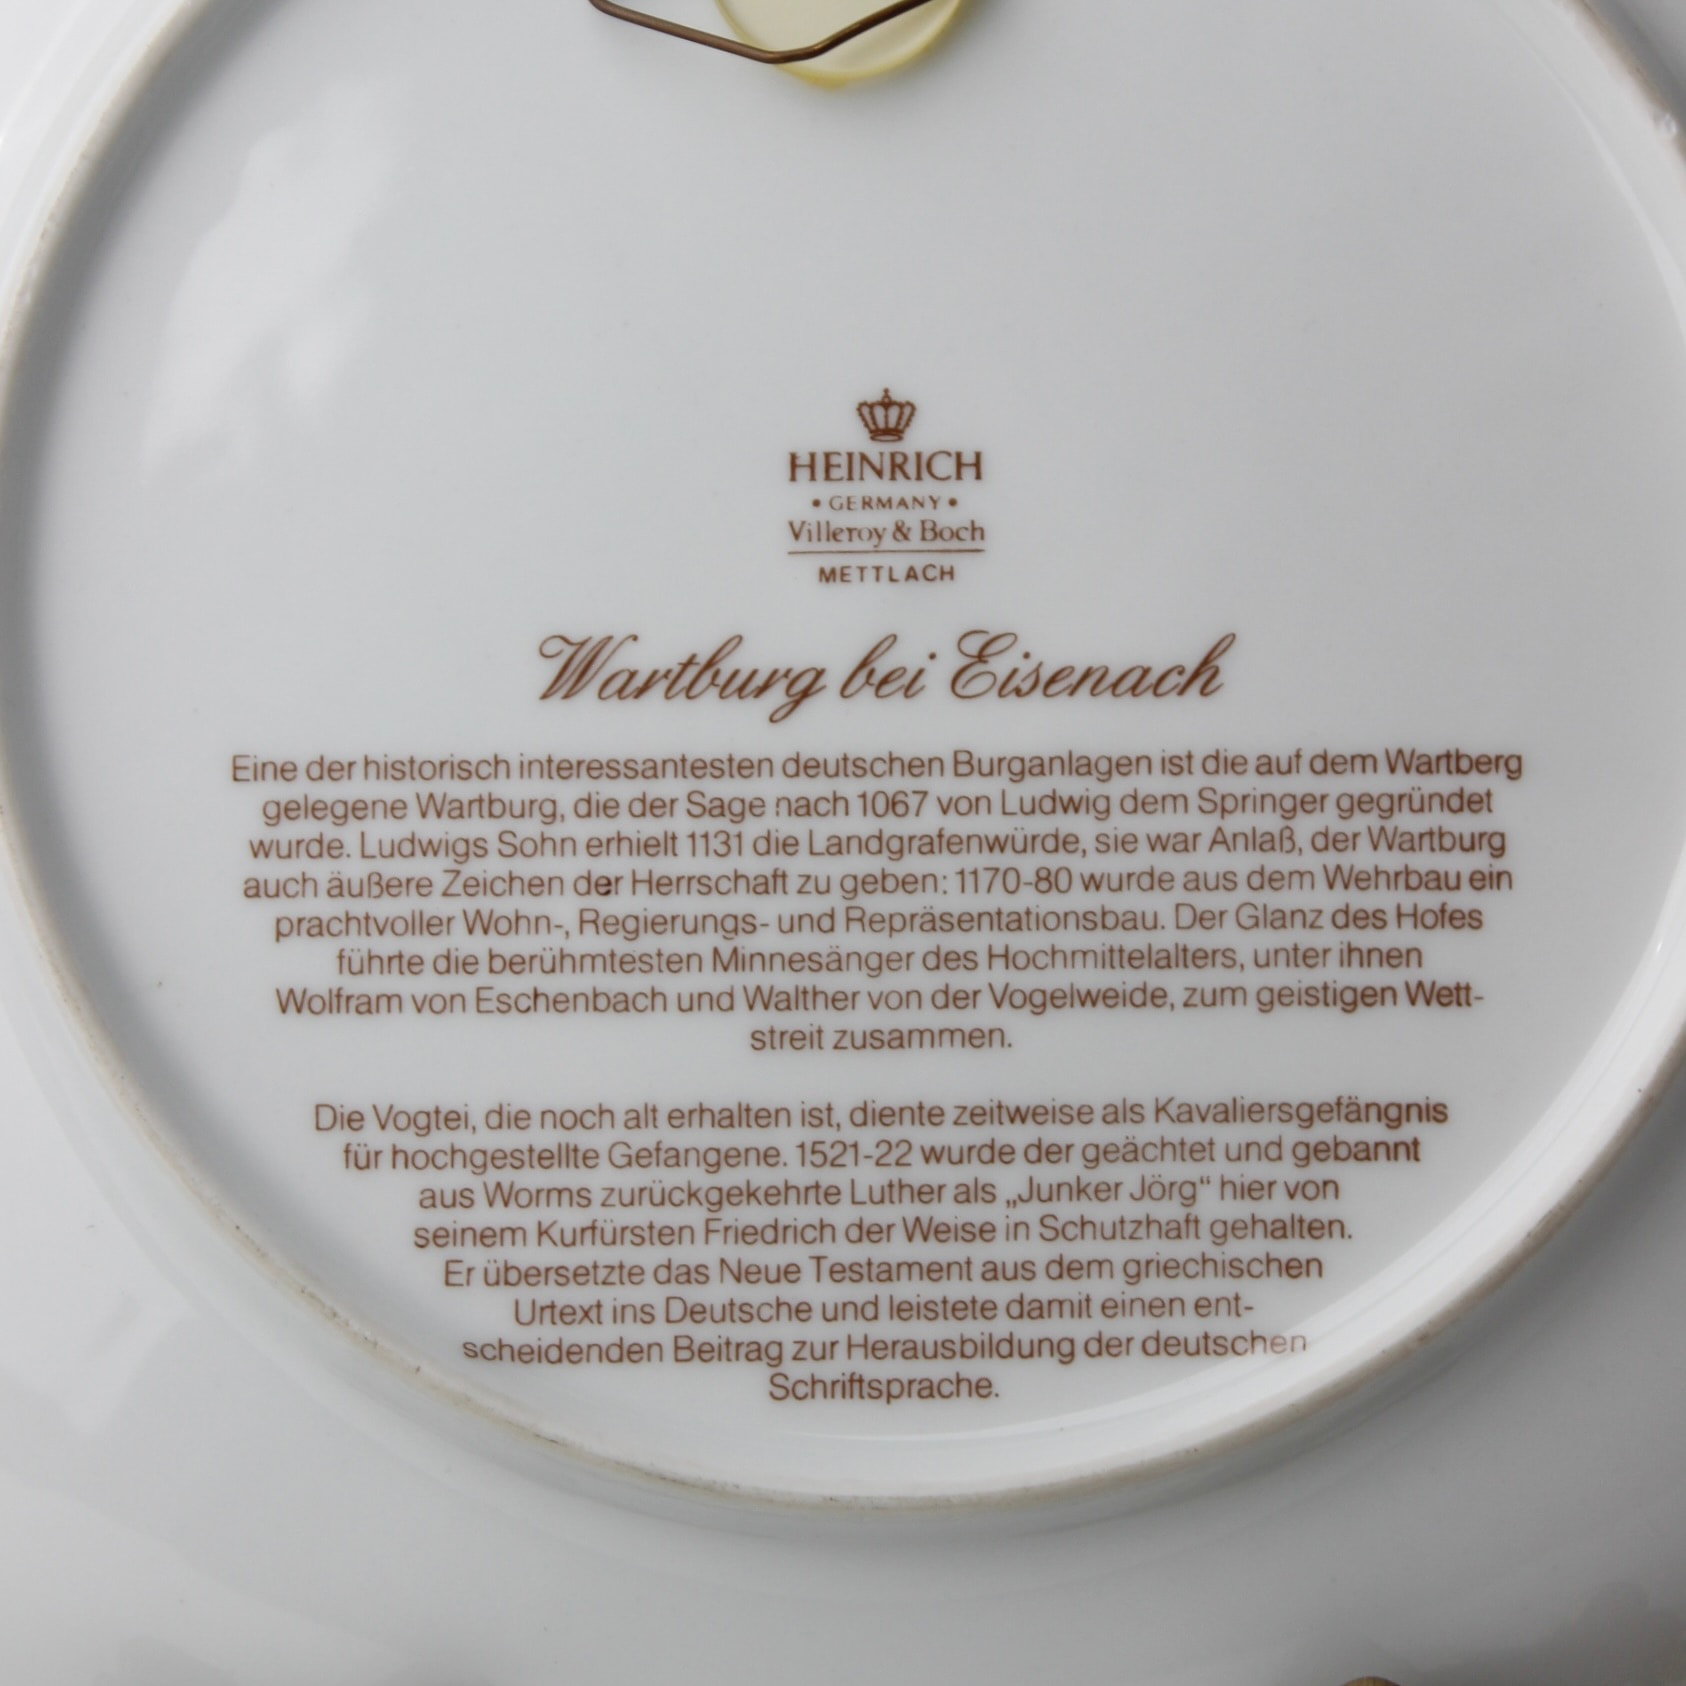 HEINRICH
• GERMANY •
Villeroy & Boch
METTLACH
Wartburg bei Eisenach
Eine der historisch interessantesten deutschen Burganlagen ist die auf dem Wartberg
gelegene Wartburg, die der Sage nach 1067 von Ludwig dem Springer gegründet
wurde. Ludwigs Sohn erhielt 1131 die Landgrafenwürde, sie war Anlaß, der Wartburg
auch äußere Zeichen der Herrschaft zu geben: 1170-80 wurde aus dem Wehrbau ein
prachtvoller Wohn-, Regierungs- und Repräsentationsbau. Der Glanz des Hofes
führte die berühmtesten Minnesänger des Hochmittelalters, unter ihnen
Wolfram von Eschenbach und Walther von der Vogelweide, zum geistigen Wett-
streit zusammen.
Die Vogtei, die noch alt erhalten ist, diente zeitweise als Kavaliersgefängnis
für hochgestellte Gefangene. 1521-22 wurde der geächtet und gebannt
aus Worms zurückgekehrte Luther als „Junker Jörg“ hier von
seinem Kurfürsten Friedrich der Weise in Schutzhaft gehalten.
Er übersetzte das Neue Testament aus dem griechischen
Urtext ins Deutsche und leistete damit einen ent-
scheidenden Beitrag zur Herausbildung der deutschen
Schriftsprache.